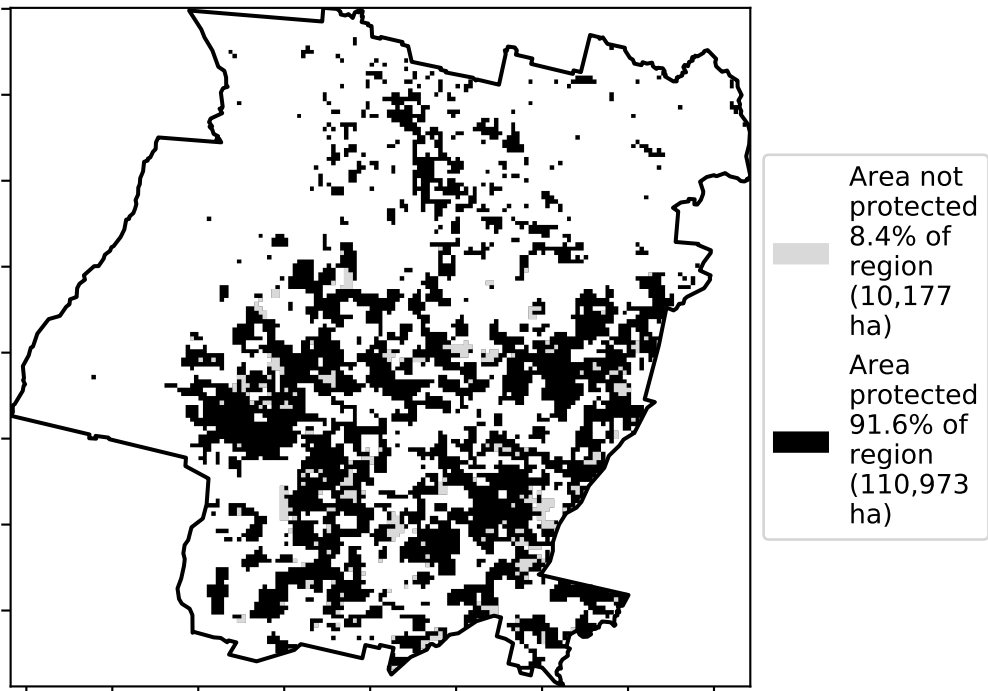 Area not
protected
8.4% of
region
(10,177
ha)
Area
protected
91.6% of
region
(110,973
ha)